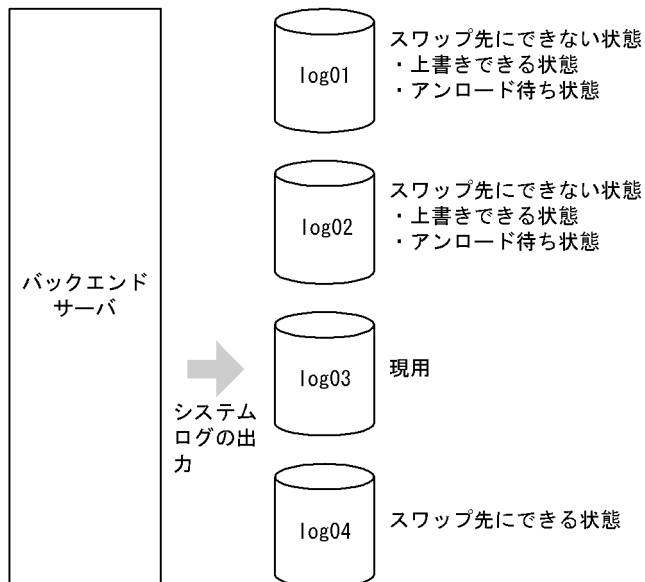 log01
スワップ先にできない状態
・上書きできる状態
・アンロード待ち状態
log02
スワップ先にできない状態
・上書きできる状態
・アンロード待ち状態
バックエンド
サーバ
log03
現用
システム
ログの出
力
log04
スワップ先にできる状態